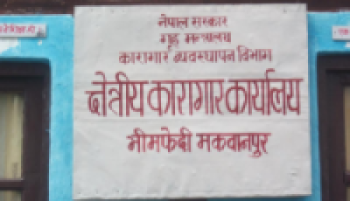 नेपाल सरकार
गृह मन्त्रालय
कारागार व्यवस्थापन विभाग
क्षेत्रीय कारागार कार्यालय
भीमफेदी मकवानपुर